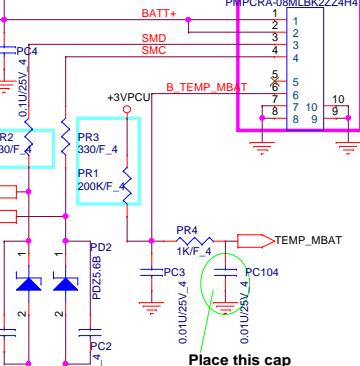 PMPCRA-08MLBK2ZZ4H4
BATT+
1
1
2
2
SMD
3
3
PC4
SMC
4
4
0.1U/25V_4
5
5
B_TEMP_MBAT
6
6
+3VPCU
7
7
10
10
8
8
9
9
R2
30/F_4
PR3
330/F_4
PR1
200K/F_4
PR4
TEMP_MBAT
1K/F_4
1
1
PD2
PDZ5.6B
PC3
0.01U/25V_4
PC104
0.01U/25V_4
2
2
PC2
_4
Place this cap